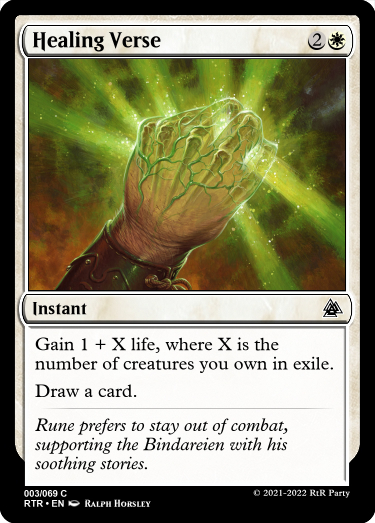 Healing Verse 2
Instant
Gain 1 + X life, where X is the
number of creatures you own in exile.
Draw a card.
Rune prefers to stay out of combat,
supporting the Bindareien with his
soothing stories.
003/069 C
RTR • EN Ralph Horsley © 2021-2022 RtR Party